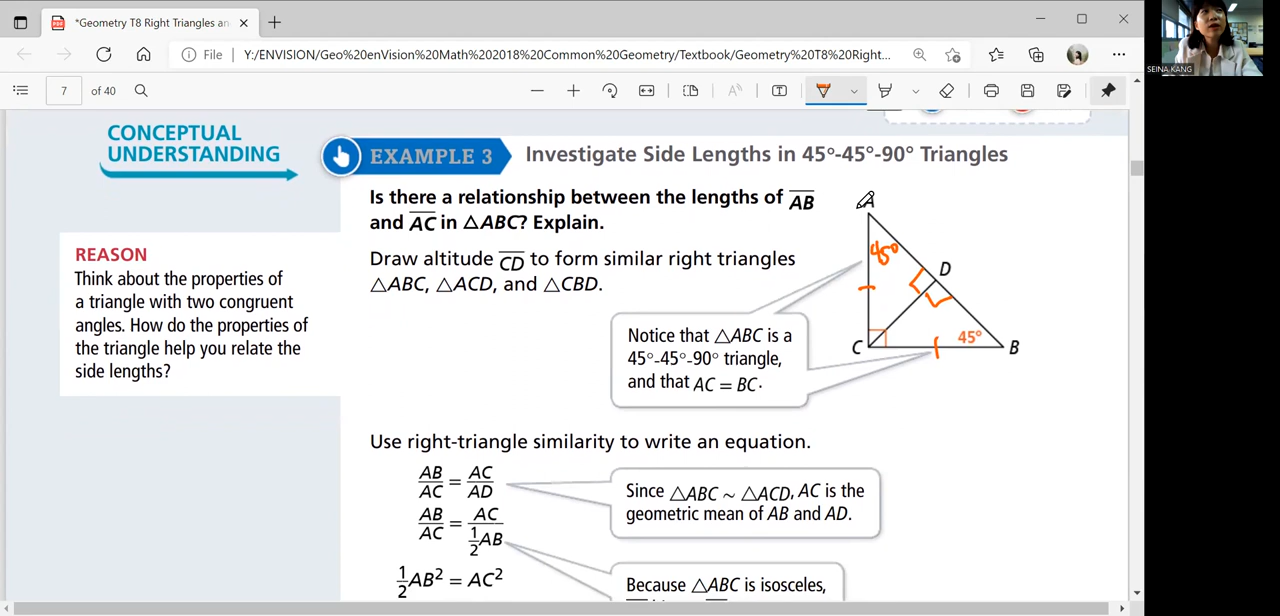 *Geometry T8 Right Triangles an
File
Y:/ENVISION/Geo%20enVision%20Math%202018%20Common%20Geometry/Textbook/Geometry%20T8%20Right...
SEINA KANG
7 of 40
CONCEPTUAL
UNDERSTANDING
EXAMPLE 3 Investigate Side Lengths in 45°-45°-90° Triangles
Is there a relationship between the lengths of AB
and AC in △ABC? Explain.
Draw altitude CD to form similar right triangles
△ABC, △ACD, and △CBD.
REASON
Think about the properties of
a triangle with two congruent
angles. How do the properties of
the triangle help you relate the
side lengths?
A
45°
D
45°
C
B
Notice that △ABC is a
45°-45°-90° triangle,
and that AC = BC.
Use right-triangle similarity to write an equation.
AB/AC = AC/AD
Since △ABC ~ △ACD, AC is the
geometric mean of AB and AD.
AB/AC = AC/(1/2 AB)
1/2 AB² = AC²
Because △ABC is isosceles,